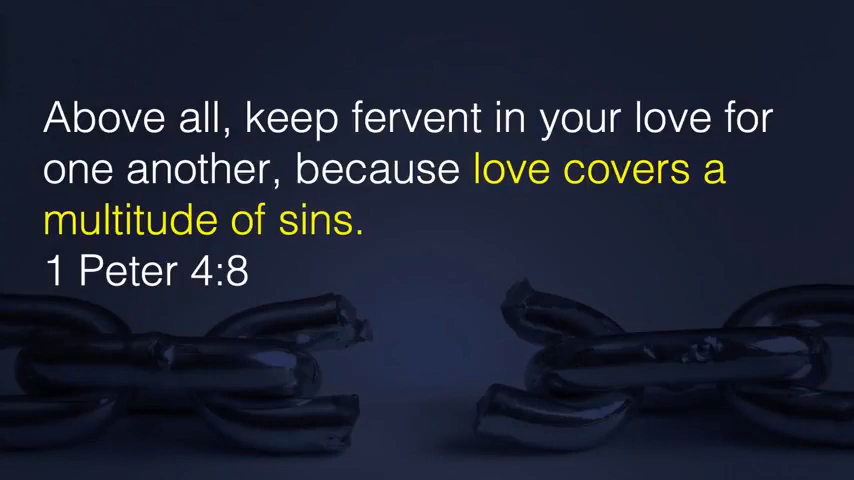 Above all, keep fervent in your love for
one another, because love covers a
multitude of sins.
1 Peter 4:8